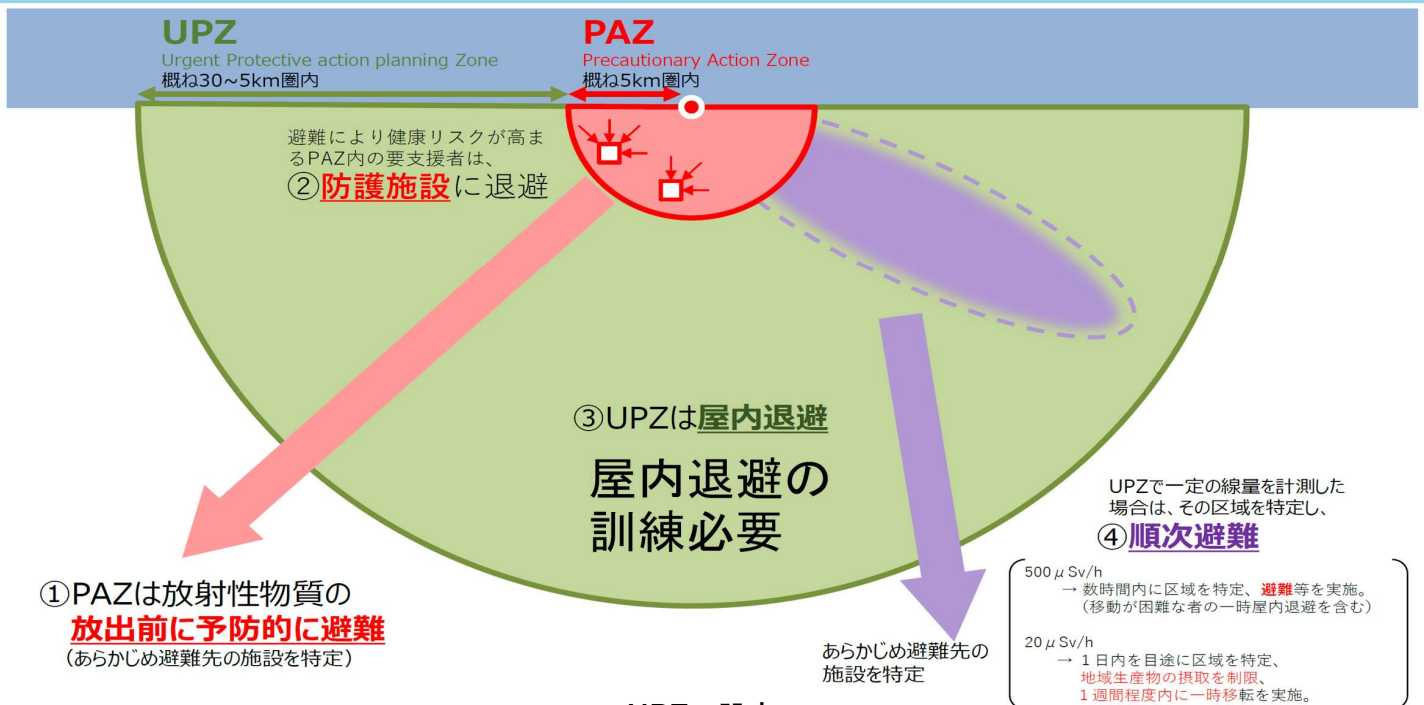 UPZ
Urgent Protective action planning Zone
概ね30~5km圏内
PAZ
Precautionary Action Zone
概ね5km圏内
避難により健康リスクが高ま
るPAZ内の要支援者は、
②防護施設に退避
③UPZは屋内退避
屋内退避の
訓練必要
①PAZは放射性物質の
放出前に予防的に避難
(あらかじめ避難先の施設を特定)
あらかじめ避難先の
施設を特定
UPZで一定の線量を計測した
場合は、その区域を特定し、
④順次避難
500μSv/h
→ 数時間内に区域を特定、避難等を実施。
(移動が困難な者の一時屋内退避を含む)
20μSv/h
→ 1日内を目途に区域を特定、
地域生産物の摂取を制限、
1週間程度内に一時移転を実施。